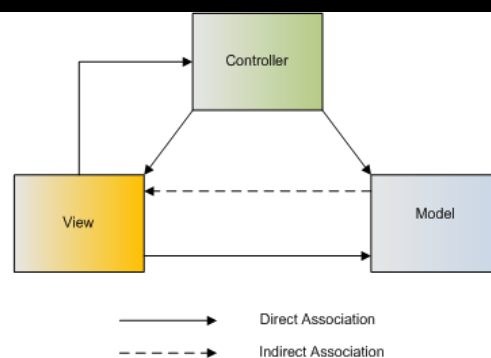 Controller
View
Model
Direct Association
Indirect Association